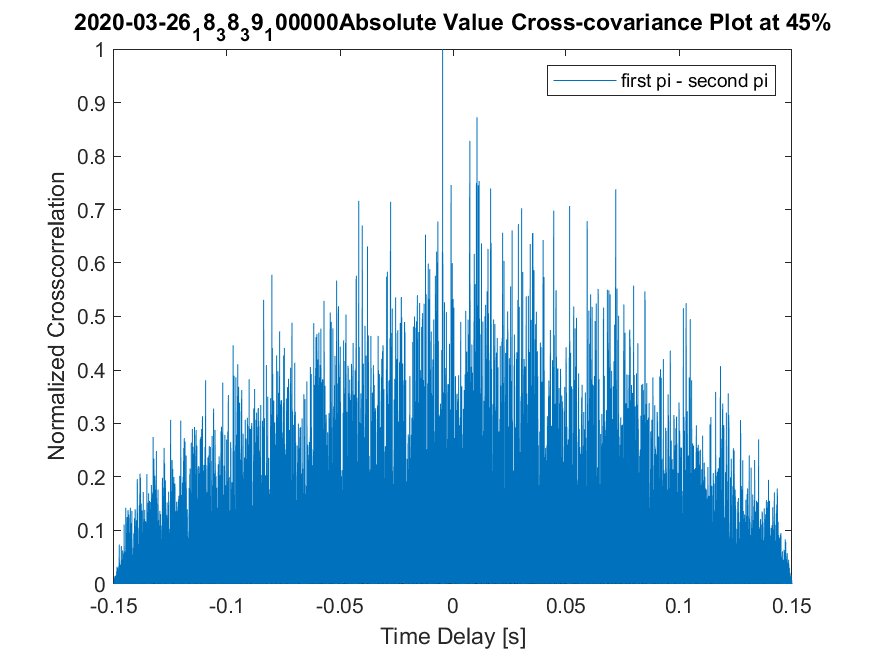 2020-03-26₁8₃8₃9₁00000Absolute Value Cross-covariance Plot at 45%
first pi - second pi
Normalized Crosscorrelation
1
0.9
0.8
0.7
0.6
0.5
0.4
0.3
0.2
0.1
0
-0.15 -0.1 -0.05 0 0.05 0.1 0.15
Time Delay [s]